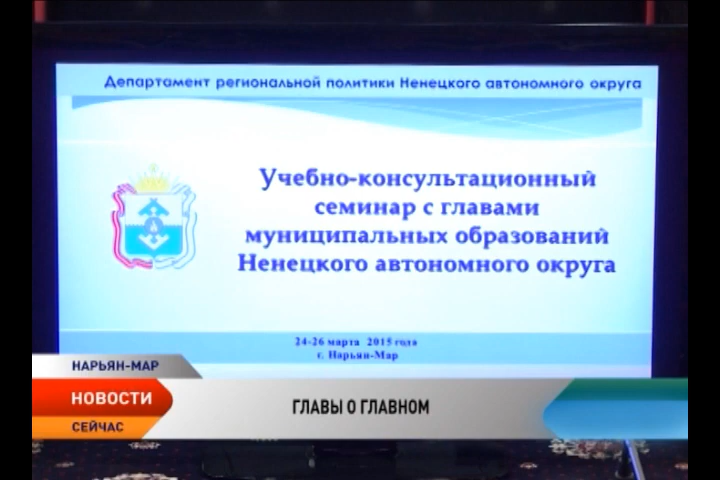 Департамент региональной политики Ненецкого автономного округа
Учебно-консультационный
семинар с главами
муниципальных образований
Ненецкого автономного округа
24-26 марта 2015 года
г. Нарьян-Мар
НАРЬЯН-МАР
НОВОСТИ
СЕЙЧАС
ГЛАВЫ О ГЛАВНОМ